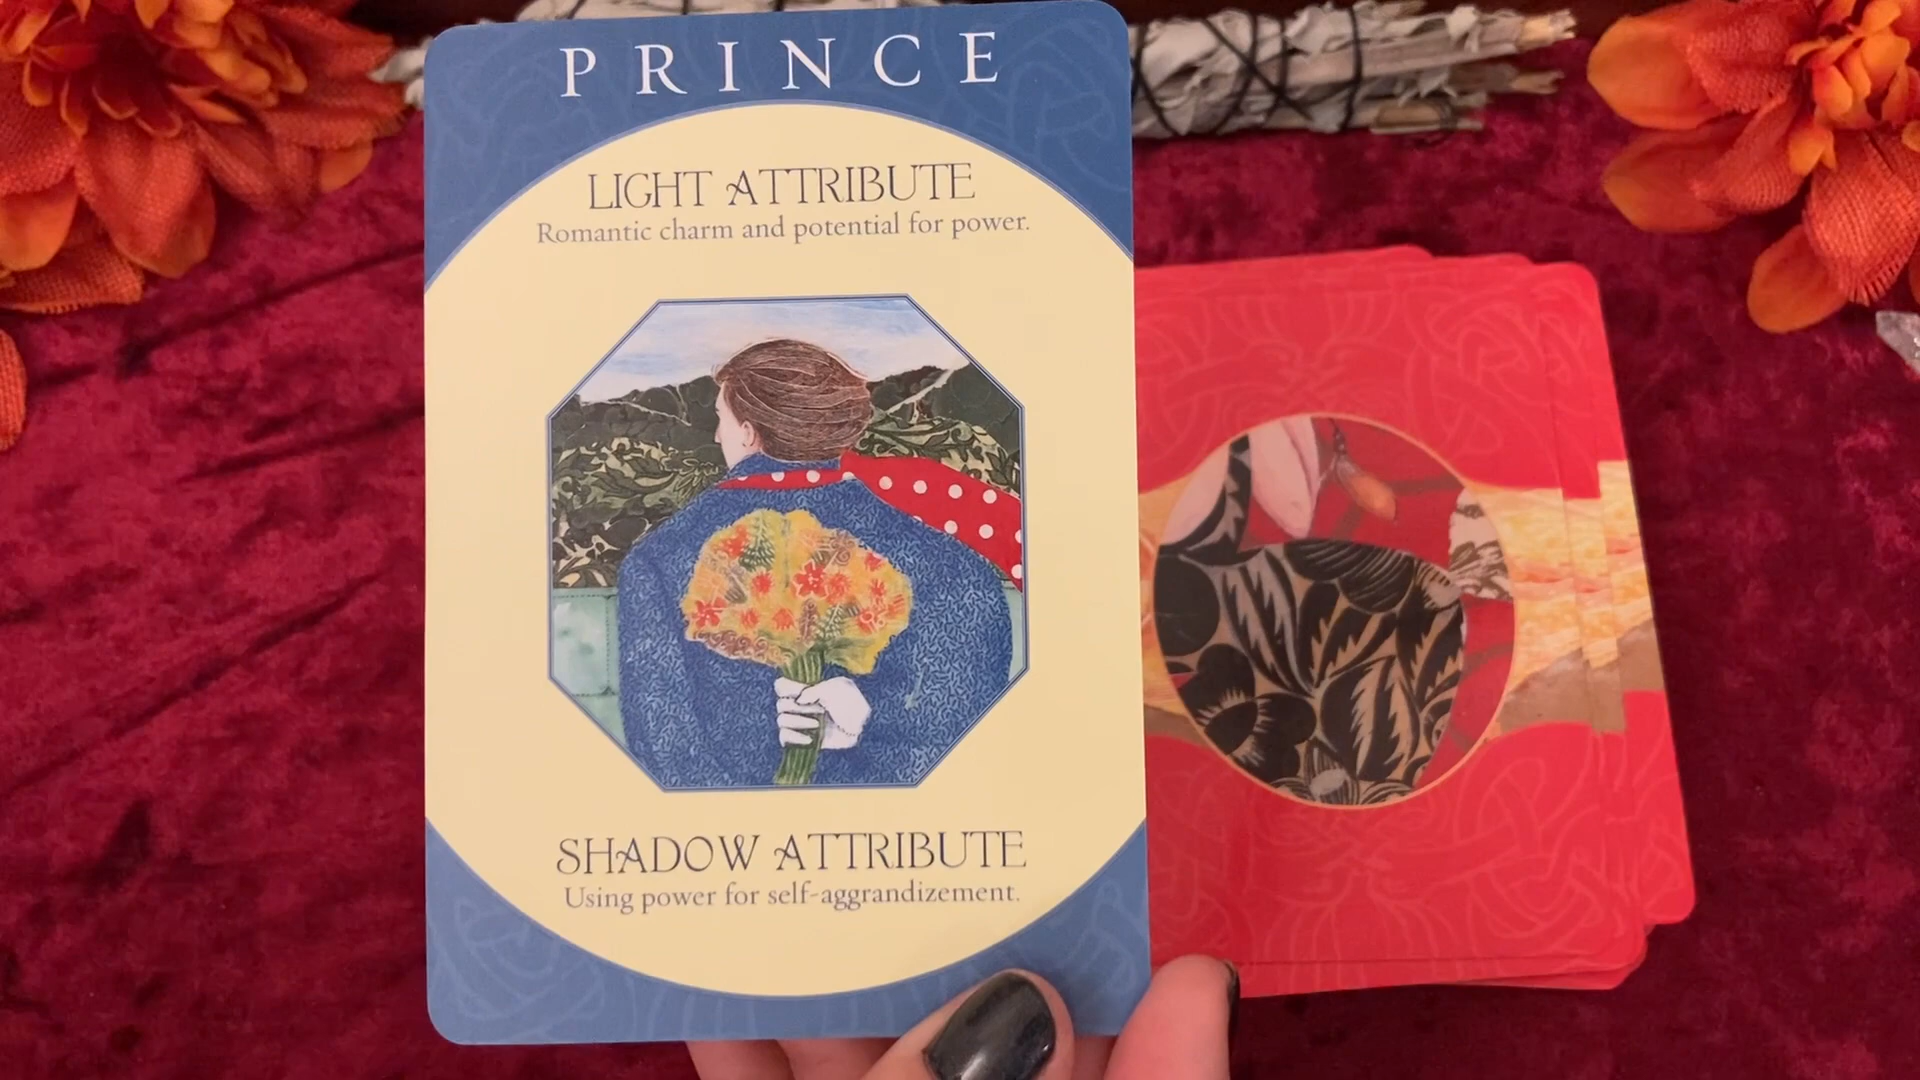 PRINCE
LIGHT ATTRIBUTE
Romantic charm and potential for power.
SHADOW ATTRIBUTE
Using power for self-aggrandizement.